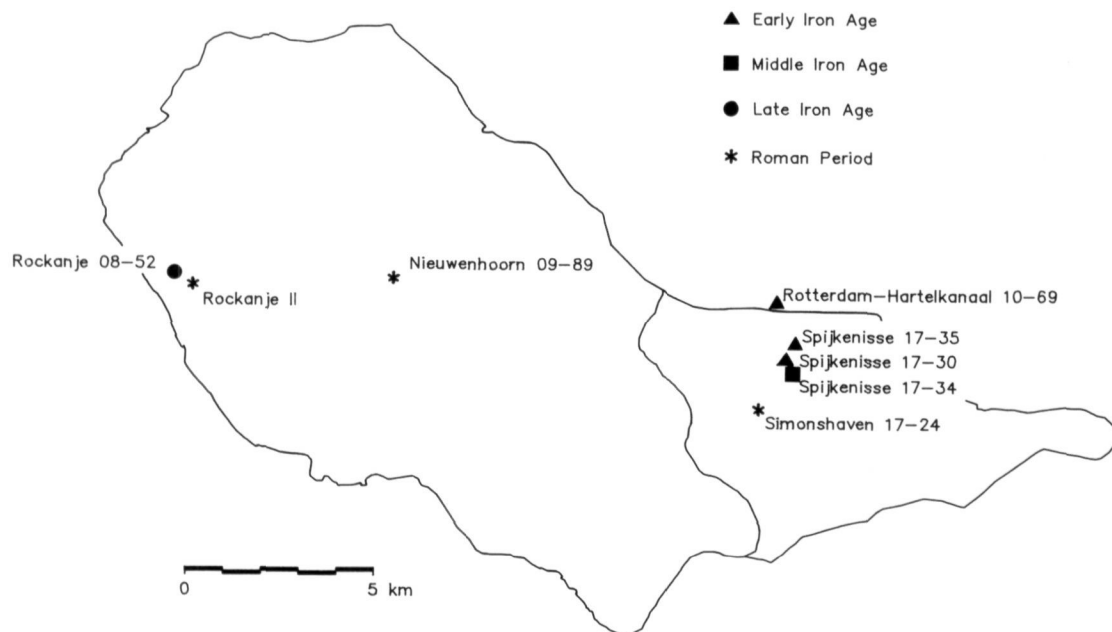 Early Iron Age
Middle Iron Age
Late Iron Age
Roman Period
Rockanje 08-52
Rockanje II
Nieuwenhoorn 09-89
Rotterdam-Hartelkanaal 10-69
Spijkenisse 17-35
Spijkenisse 17-30
Spijkenisse 17-34
Simonshaven 17-24
0 5 km